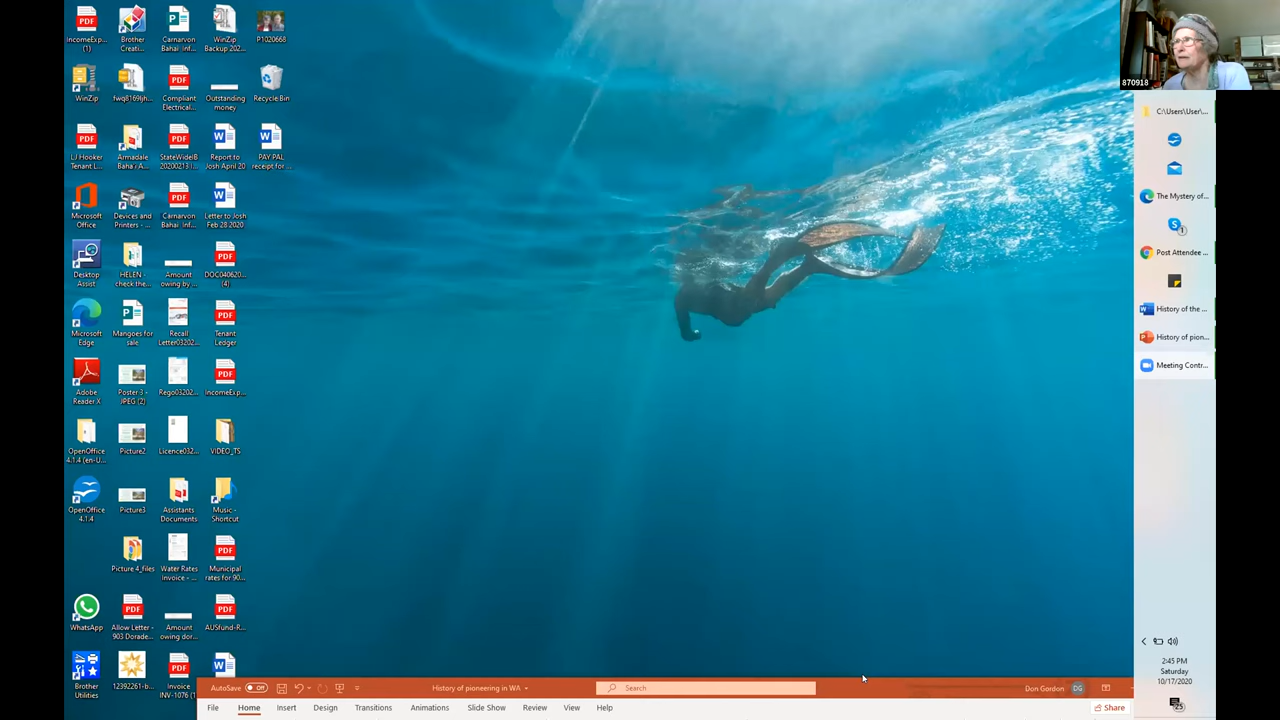 IncomeExp...
(1)
Brother
Creati...
Carnarvon
Bahai Inf...
WinZip
Backup 202...
P1020668
WinZip
fwq8169ljh...
Compliant
Electrical...
Outstanding
money
Recycle Bin
LJ Hooker
Tenant L...
Armadale
Baha'i A...
StateWideIB
20200213 I...
Report to
Josh April 20
PAY PAL
receipt for ...
Microsoft
Office
Devices and
Printers - ...
Carnarvon
Bahai Inf...
Letter to Josh
Feb 28 2020
Desktop
Assist
HELEN -
check the...
Amount
owing by ...
DOC040620...
(4)
Microsoft
Edge
Mangoes for
sale
Recall
Letter03202...
Tenant
Ledger
Adobe
Reader X
Poster 3 -
JPEG (2)
Rego03202...
IncomeExp...
OpenOffice
4.1.4 (en-U...
Picture2
Licence032...
VIDEO_TS
OpenOffice
4.1.4
Picture3
Assistants
Documents
Music -
Shortcut
Picture 4_files
Water Rates
Invoice - ...
Municipal
rates for 90...
WhatsApp
Allow Letter -
903 Dorade...
Amount
owing dor...
AUSfund-R...
Brother
Utilities
12392261-b...
Invoice
INV-1076 (1)
870918
C:\Users\User\...
The Mystery of...
Post Attendee ...
History of the ...
History of pion...
Meeting Contr...
2:45 PM
Saturday
10/17/2020
25
AutoSave Off
History of pioneering in WA
Search
Don Gordon DG
File Home Insert Design Transitions Animations Slide Show Review View Help
Share